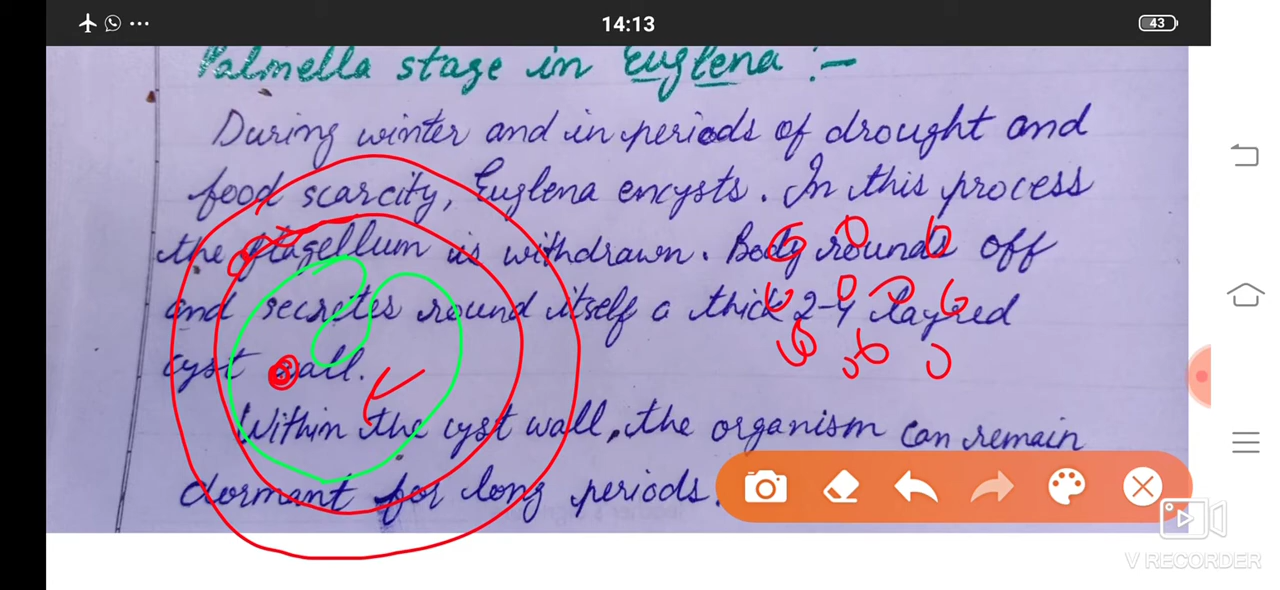 14:13
43
Palmella stage in Euglena :-
During winter and in periods of drought and
food scarcity, Euglena encysts. In this process
the flagellum is withdrawn. Body rounds off
and secretes round itself a thick 2-4 layered
cyst wall.
Within the cyst wall, the organism can remain
dormant for long periods.
V RECORDER